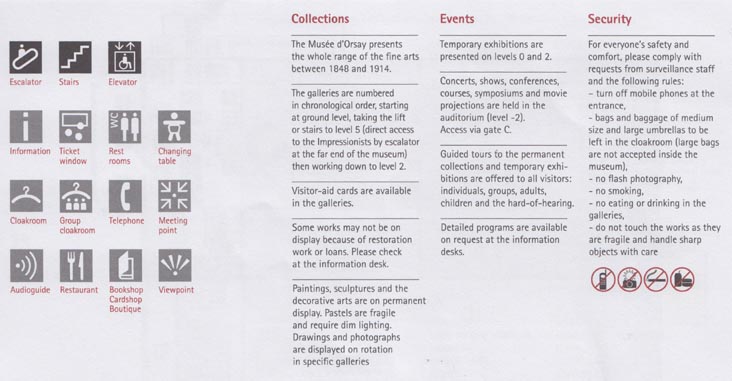 Escalator
Stairs
Elevator
Information
Ticket
window
WC
Rest
rooms
Changing
table
Cloakroom
Group
cloakroom
Telephone
Meeting
point
Audioguide
Restaurant
Bookshop
Cardshop
Boutique
Viewpoint
Collections
The Musée d'Orsay presents
the whole range of the fine arts
between 1848 and 1914.
The galleries are numbered
in chronological order, starting
at ground level, taking the lift
or stairs to level 5 (direct access
to the Impressionists by escalator
at the far end of the museum)
then working down to level 2.
Visitor-aid cards are available
in the galleries.
Some works may not be on
display because of restoration
work or loans. Please check
at the information desk.
Paintings, sculptures and the
decorative arts are on permanent
display. Pastels are fragile
and require dim lighting.
Drawings and photographs
are displayed on rotation
in specific galleries
Events
Temporary exhibitions are
presented on levels 0 and 2.
Concerts, shows, conferences,
courses, symposiums and movie
projections are held in the
auditorium (level -2).
Access via gate C.
Guided tours to the permanent
collections and temporary exhi-
bitions are offered to all visitors:
individuals, groups, adults,
children and the hard-of-hearing.
Detailed programs are available
on request at the information
desks.
Security
For everyone's safety and
comfort, please comply with
requests from surveillance staff
and the following rules:
- turn off mobile phones at the
entrance,
- bags and baggage of medium
size and large umbrellas to be
left in the cloakroom (large bags
are not accepted inside the
museum),
- no flash photography,
- no smoking,
- no eating or drinking in the
galleries,
- do not touch the works as they
are fragile and handle sharp
objects with care